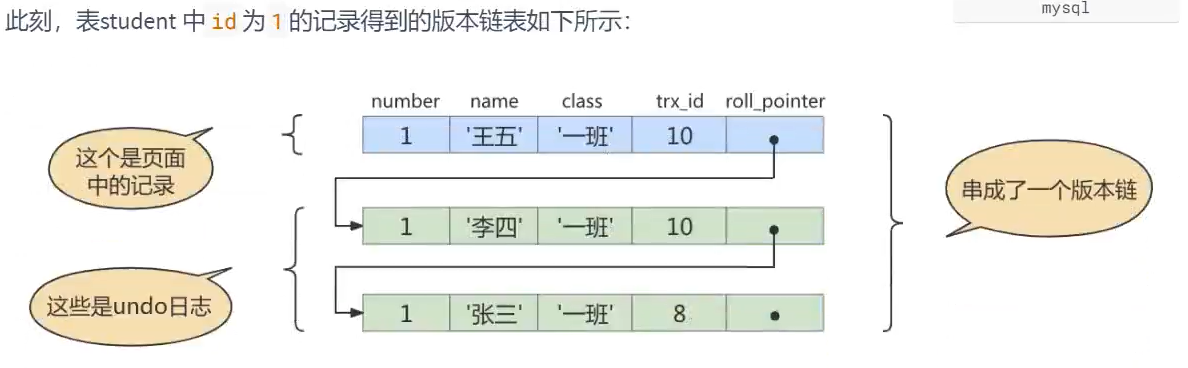 mysql
此刻，表student 中 id 为 1 的记录得到的版本链表如下所示：
number name class trx_id roll_pointer
1 '王五' '一班' 10
这个是页面
中的记录
串成了一个版本链
1 '李四' '一班' 10
这些是undo日志
1 '张三' '一班' 8